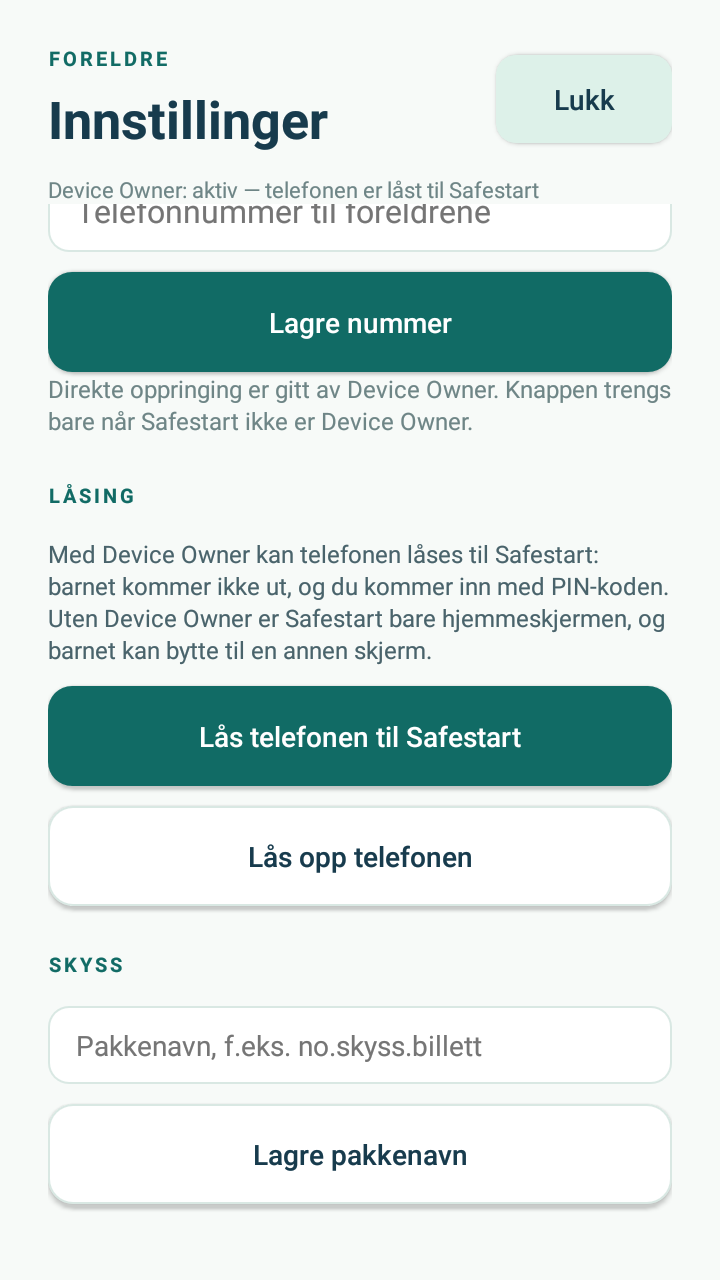 FORELDRE
Innstillinger
Lukk
Device Owner: aktiv — telefonen er låst til Safestart
Telefonnummer til foreldrene
Lagre nummer
Direkte oppringing er gitt av Device Owner. Knappen trengs
bare når Safestart ikke er Device Owner.
LÅSING
Med Device Owner kan telefonen låses til Safestart:
barnet kommer ikke ut, og du kommer inn med PIN-koden.
Uten Device Owner er Safestart bare hjemmeskjermen, og
barnet kan bytte til en annen skjerm.
Lås telefonen til Safestart
Lås opp telefonen
SKYSS
Pakkenavn, f.eks. no.skyss.billett
Lagre pakkenavn